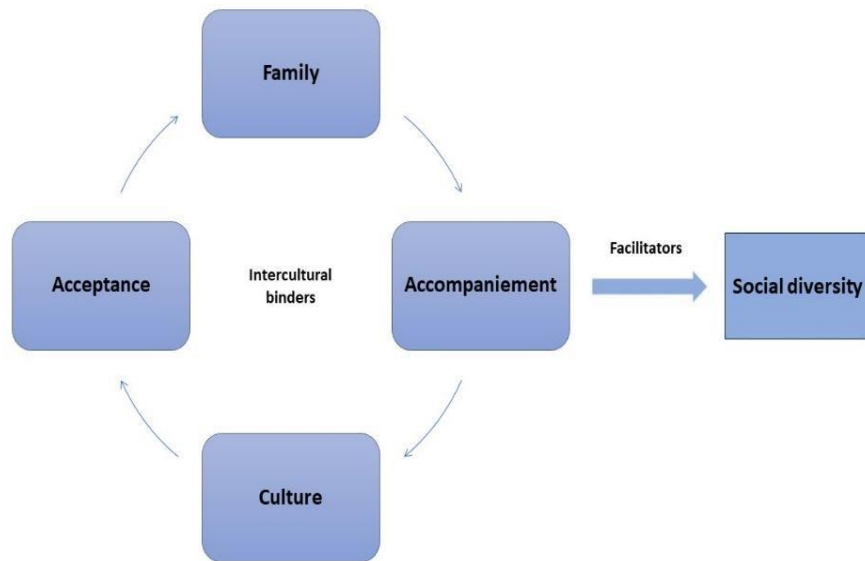 Family
Acceptance
Intercultural
binders
Accompaniement
Facilitators
Social diversity
Culture